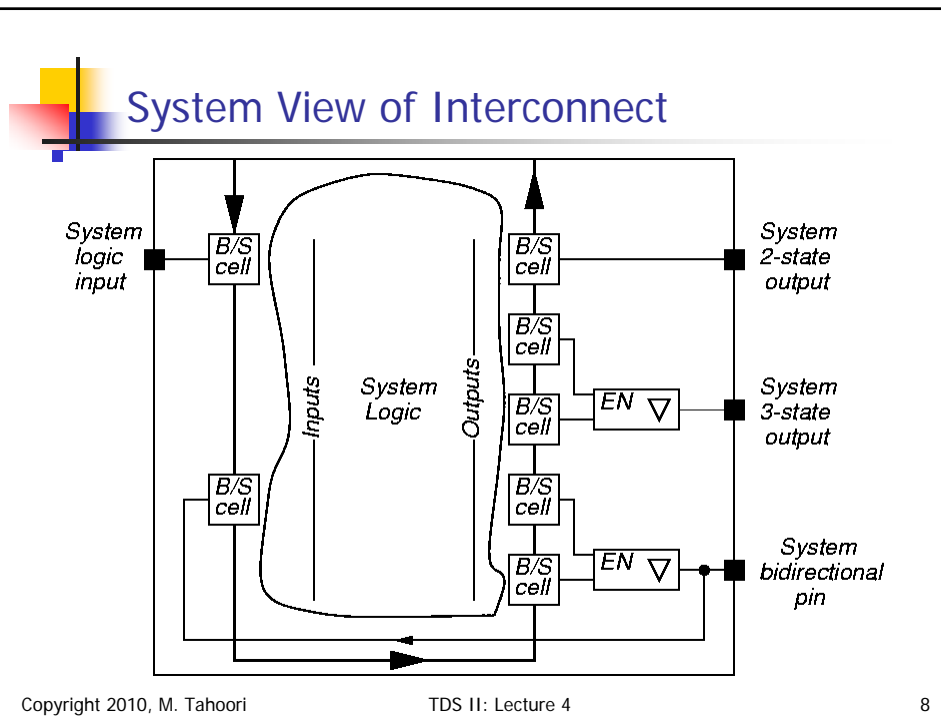 System View of Interconnect
System
logic
input
B/S
cell
B/S
cell
Inputs
System
Logic
Outputs
B/S
cell
B/S
cell
B/S
cell
B/S
cell
B/S
cell
EN
EN
System
2-state
output
System
3-state
output
System
bidirectional
pin
Copyright 2010, M. Tahoori
TDS II: Lecture 4
8